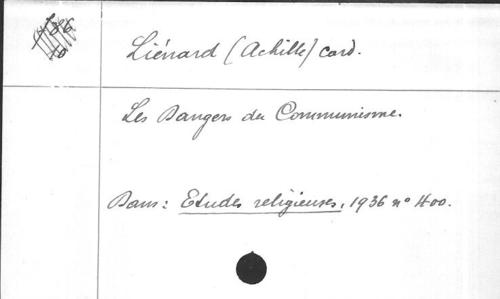 Liénard (Achille) card.
Les Dangers du Communisme.
Dans: Etudes religieuses, 1936 n° 400.